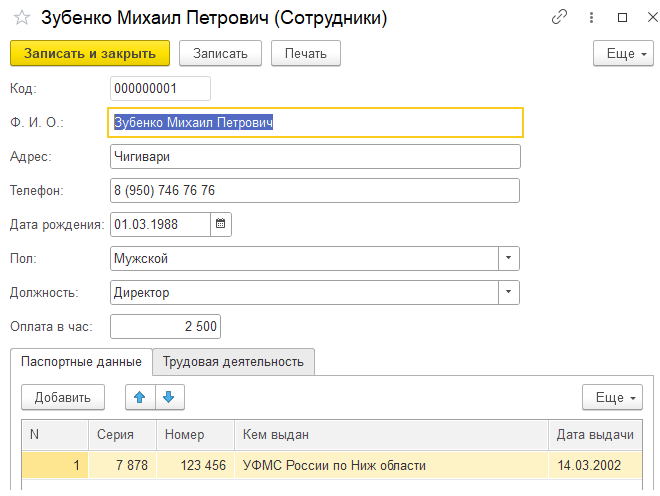 Зубенко Михаил Петрович (Сотрудники)
Записать и закрыть Записать Печать Еще
Код: 000000001
Ф. И. О.: Зубенко Михаил Петрович
Адрес: Чигивари
Телефон: 8 (950) 746 76 76
Дата рождения: 01.03.1988
Пол: Мужской
Должность: Директор
Оплата в час: 2 500
Паспортные данные Трудовая деятельность
Добавить Еще
N Серия Номер Кем выдан Дата выдачи
1 7 878 123 456 УФМС России по Ниж области 14.03.2002